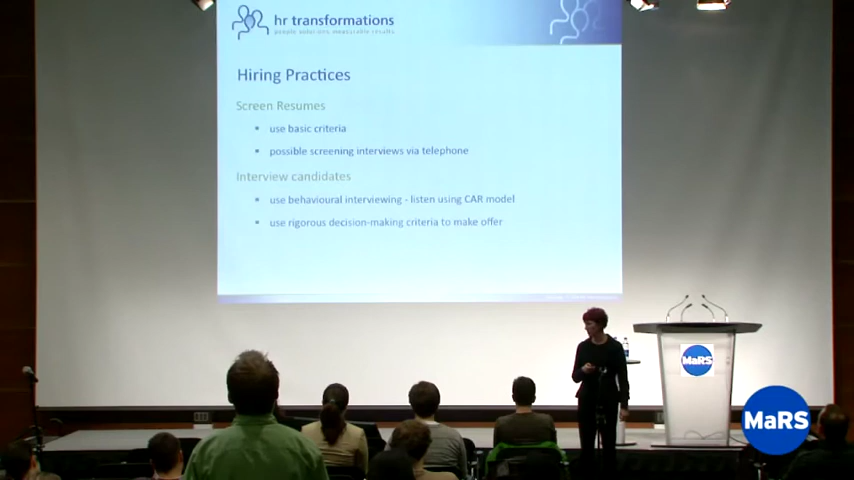 hr transformations
people solutions measurable results
Hiring Practices
Screen Resumes
▪ use basic criteria
▪ possible screening interviews via telephone
Interview candidates
▪ use behavioural interviewing - listen using CAR model
▪ use rigorous decision-making criteria to make offer
MaRS
MaRS